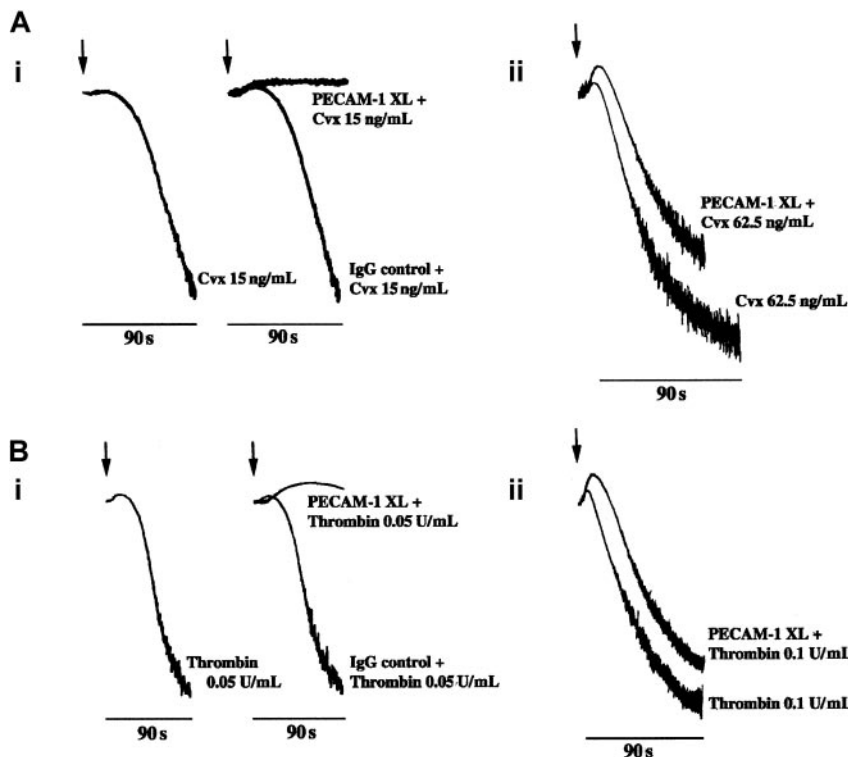 A
i
PECAM-1 XL +
Cvx 15 ng/mL
Cvx 15 ng/mL
IgG control +
Cvx 15 ng/mL
90 s
90 s
ii
PECAM-1 XL +
Cvx 62.5 ng/mL
Cvx 62.5 ng/mL
90 s
B
i
PECAM-1 XL +
Thrombin 0.05 U/mL
Thrombin
0.05 U/mL
IgG control +
Thrombin 0.05 U/mL
90 s
90 s
ii
PECAM-1 XL +
Thrombin 0.1 U/mL
Thrombin 0.1 U/mL
90 s